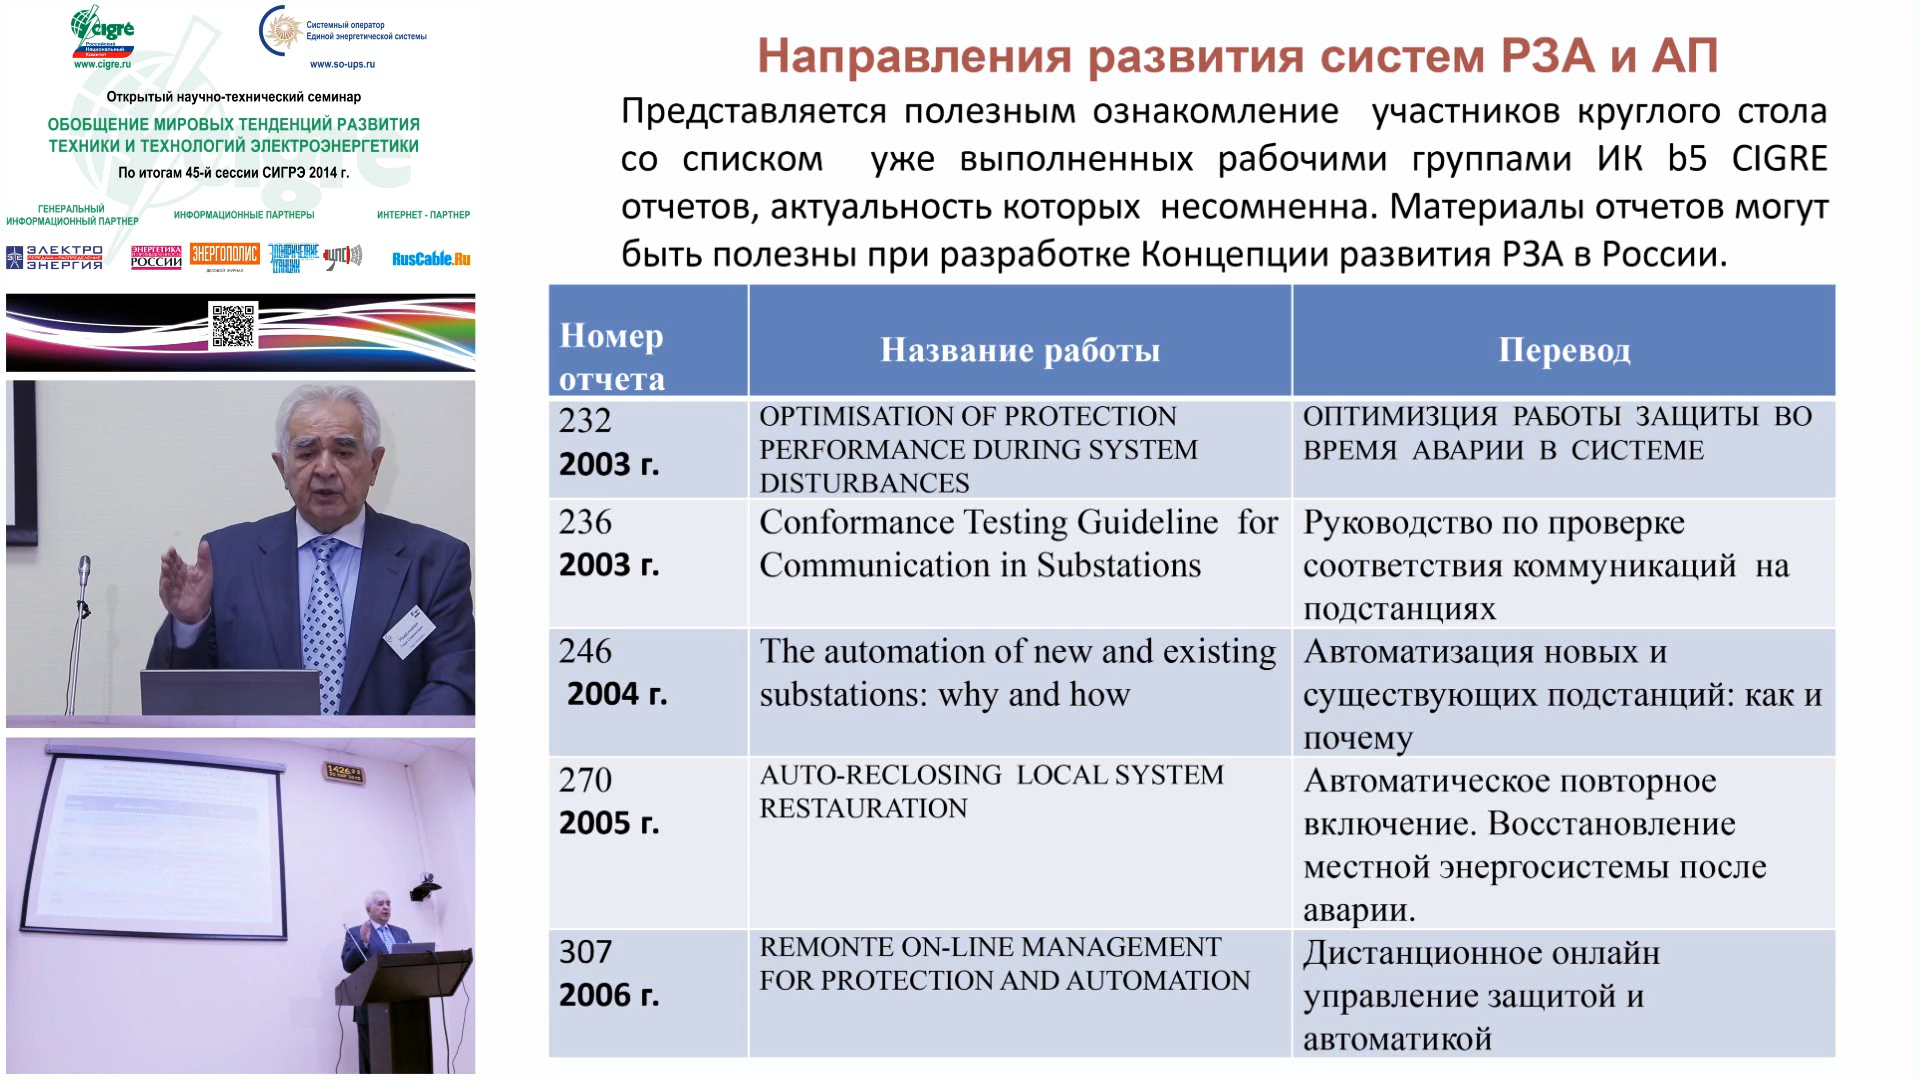 cigre
Российский
Национальный
Комитет
www.cigre.ru
Системный оператор
Единой энергетической системы
www.so-ups.ru
Открытый научно-технический семинар
ОБОБЩЕНИЕ МИРОВЫХ ТЕНДЕНЦИЙ РАЗВИТИЯ
ТЕХНИКИ И ТЕХНОЛОГИЙ ЭЛЕКТРОЭНЕРГЕТИКИ
По итогам 45-й сессии СИГРЭ 2014 г.
ГЕНЕРАЛЬНЫЙ
ИНФОРМАЦИОННЫЙ ПАРТНЕР
ИНФОРМАЦИОННЫЕ ПАРТНЕРЫ
ИНТЕРНЕТ - ПАРТНЕР
ЭЛЕКТРО
ЭНЕРГИЯ
ЭНЕРГЕТИКА
РОССИИ
ЭНЕРГОПОЛИС
ДЕЛОВОЙ ЖУРНАЛ
RusCable.Ru
Направления развития систем РЗА и АП
Представляется полезным ознакомление участников круглого стола
со списком уже выполненных рабочими группами ИК b5 CIGRE
отчетов, актуальность которых несомненна. Материалы отчетов могут
быть полезны при разработке Концепции развития РЗА в России.
Номер
отчета
Название работы
Перевод
232
2003 г.
OPTIMISATION OF PROTECTION
PERFORMANCE DURING SYSTEM
DISTURBANCES
ОПТИМИЗЦИЯ РАБОТЫ ЗАЩИТЫ ВО
ВРЕМЯ АВАРИИ В СИСТЕМЕ
236
2003 г.
Conformance Testing Guideline for
Communication in Substations
Руководство по проверке
соответствия коммуникаций на
подстанциях
246
2004 г.
The automation of new and existing
substations: why and how
Автоматизация новых и
существующих подстанций: как и
почему
270
2005 г.
AUTO-RECLOSING LOCAL SYSTEM
RESTAURATION
Автоматическое повторное
включение. Восстановление
местной энергосистемы после
аварии.
307
2006 г.
REMONTE ON-LINE MANAGEMENT
FOR PROTECTION AND AUTOMATION
Дистанционное онлайн
управление защитой и
автоматикой